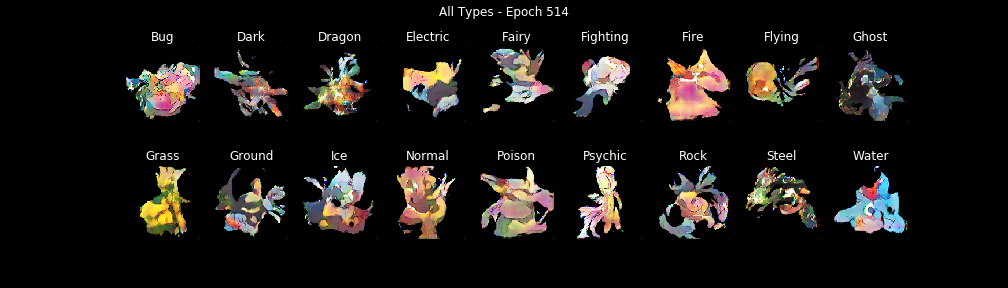 All Types - Epoch 514
Bug Dark Dragon Electric Fairy Fighting Fire Flying Ghost
Grass Ground Ice Normal Poison Psychic Rock Steel Water